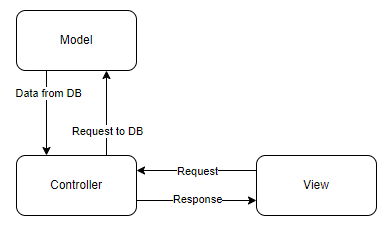 Model
Data from DB
Request to DB
Controller
Request
Response
View